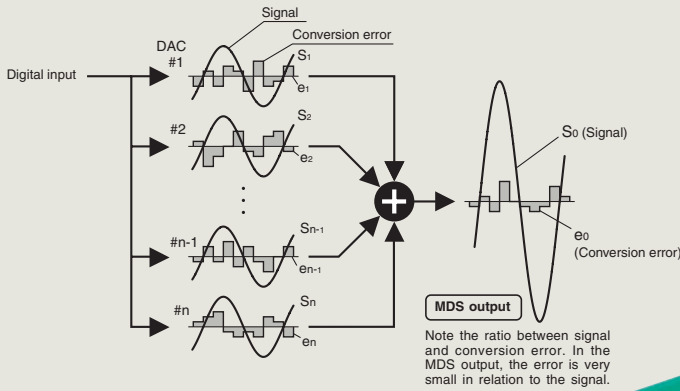 Signal
Conversion error
DAC
#1
S1
Digital input
e1
#2
S2
e2
#n-1
Sn-1
en-1
#n
Sn
en
+
S0 (Signal)
e0
(Conversion error)
MDS output
Note the ratio between signal
and conversion error. In the
MDS output, the error is very
small in relation to the signal.